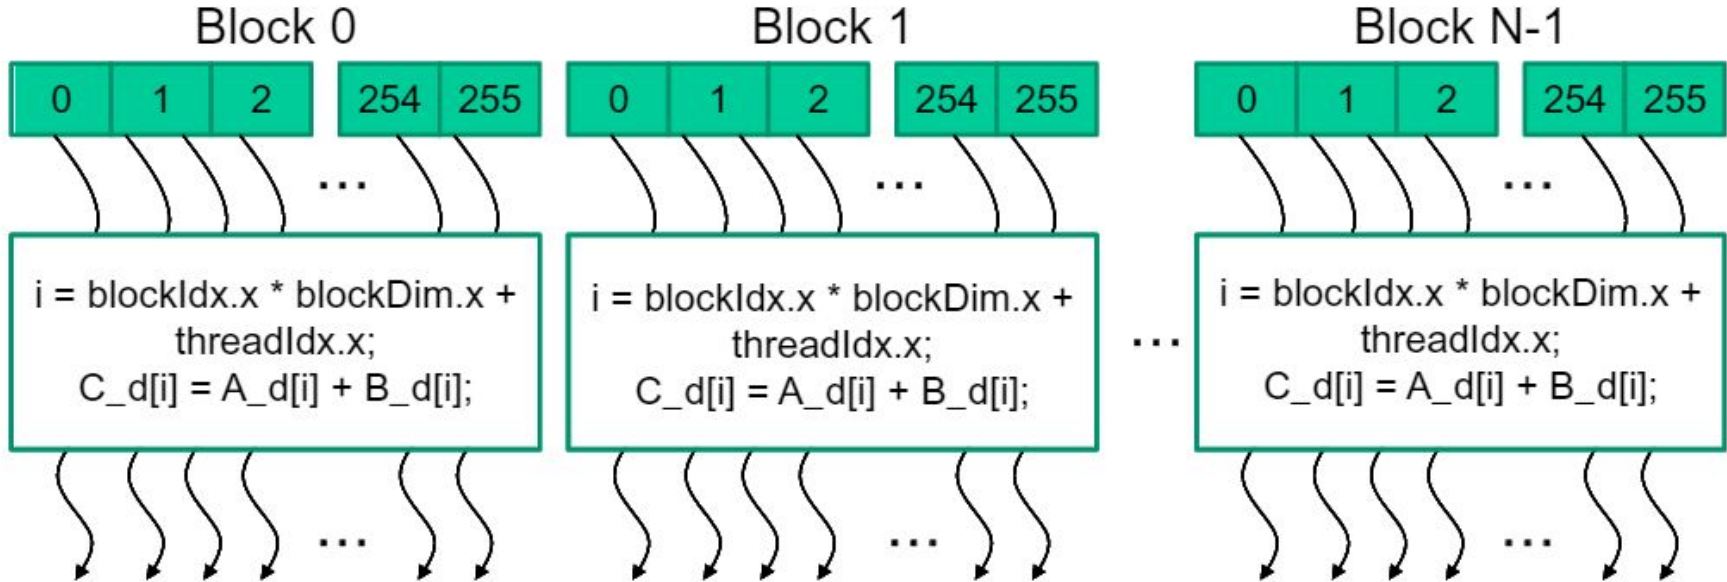 Block 0
0 1 2 254 255
...
i = blockIdx.x * blockDim.x +
threadIdx.x;
C_d[i] = A_d[i] + B_d[i];
...
Block 1
0 1 2 254 255
...
i = blockIdx.x * blockDim.x +
threadIdx.x;
C_d[i] = A_d[i] + B_d[i];
...
...
Block N-1
0 1 2 254 255
...
i = blockIdx.x * blockDim.x +
threadIdx.x;
C_d[i] = A_d[i] + B_d[i];
...